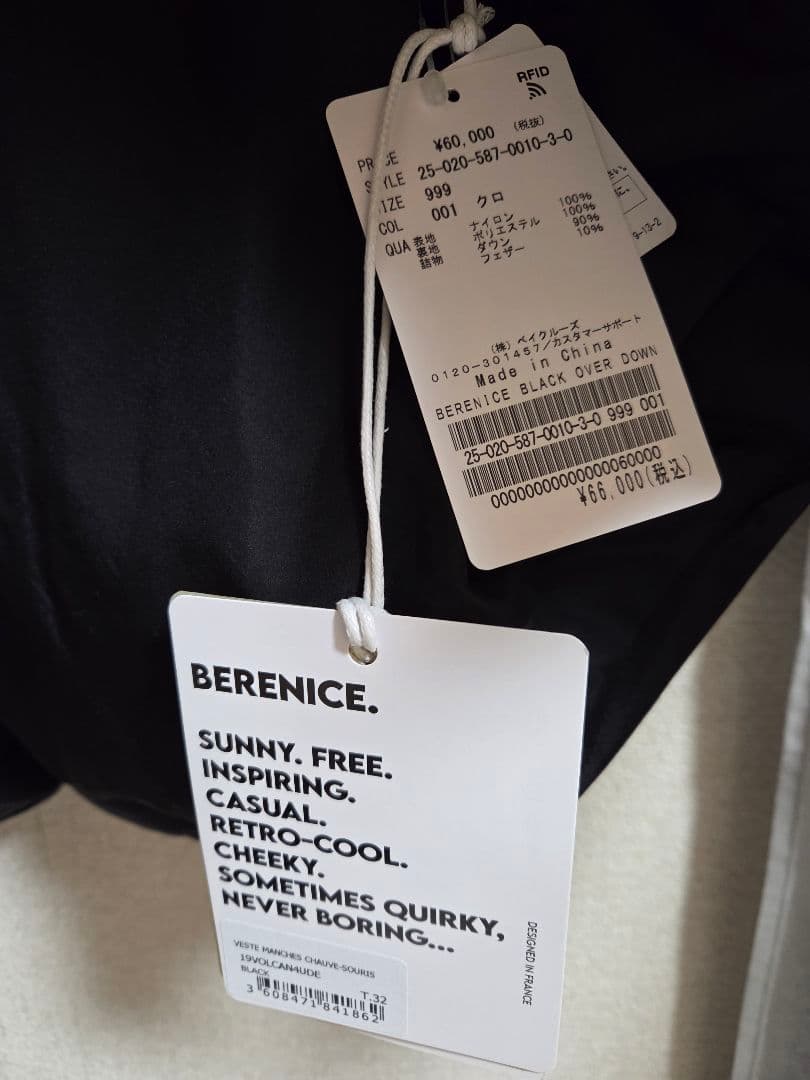 RFID
¥60,000 (税抜)
25-020-587-0010-3-0
999
COL 001 クロ
QUA 表地 ナイロン 100%
裏地 ポリエステル 100%
詰物 ダウン 90%
フェザー 10%
(株) ベイクルーズ
0120-301457/カスタマーサポート
Made in China
BERENICE BLACK OVER DOWN
25-020-587-0010-3-0 999 001
¥66,000(税込)
9-13-2
BERENICE.
SUNNY. FREE.
INSPIRING.
CASUAL.
RETRO-COOL.
CHEEKY.
SOMETIMES QUIRKY,
NEVER BORING...
DESIGNED IN FRANCE
VESTE MANCHES CHAUVE-SOURIS
19VOLCAN4UDE
BLACK
T.32
3 608471 841862